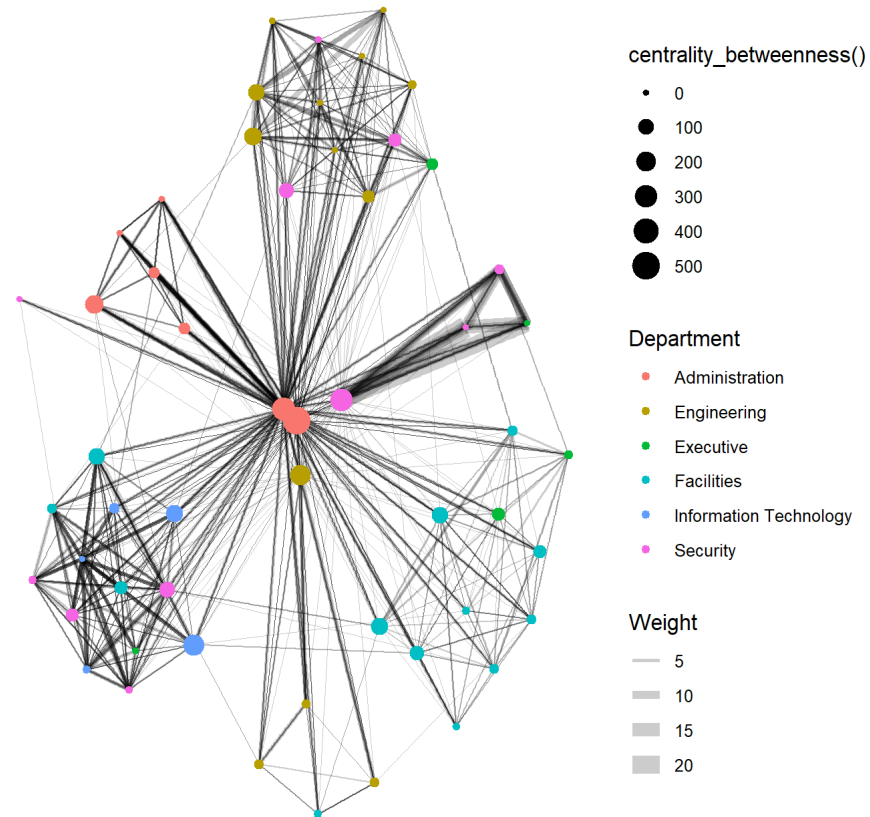 centrality_betweenness()
0
100
200
300
400
500
Department
Administration
Engineering
Executive
Facilities
Information Technology
Security
Weight
5
10
15
20